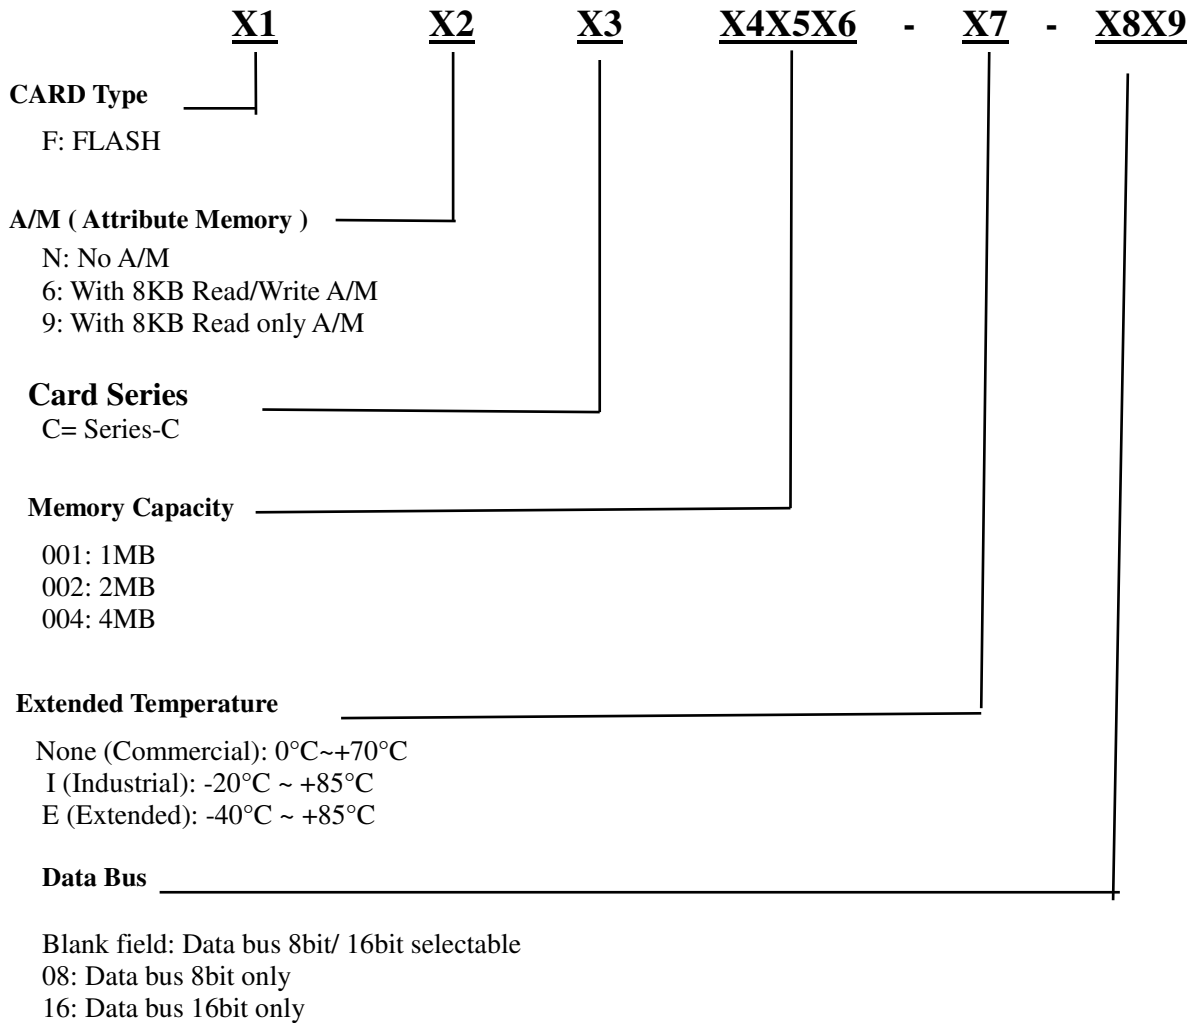 X1 X2 X3 X4X5X6 - X7 - X8X9
CARD Type
F: FLASH
A/M ( Attribute Memory )
N: No A/M
6: With 8KB Read/Write A/M
9: With 8KB Read only A/M
Card Series
C= Series-C
Memory Capacity
001: 1MB
002: 2MB
004: 4MB
Extended Temperature
None (Commercial): 0°C~+70°C
I (Industrial): -20°C ~ +85°C
E (Extended): -40°C ~ +85°C
Data Bus
Blank field: Data bus 8bit/ 16bit selectable
08: Data bus 8bit only
16: Data bus 16bit only